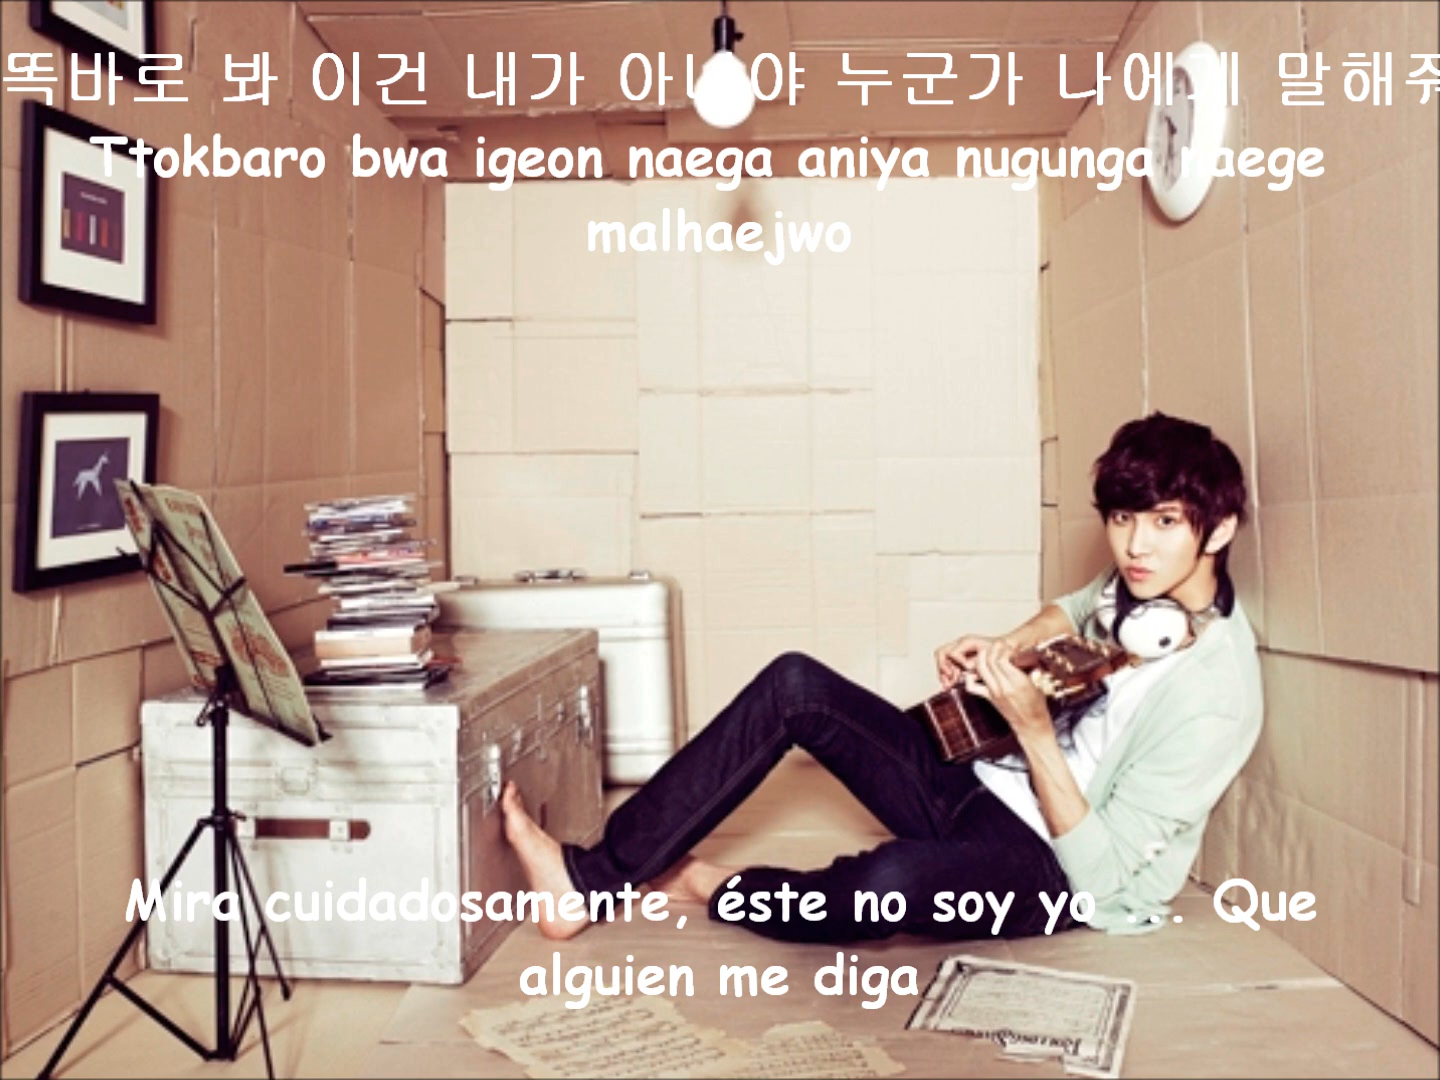 똑바로 봐 이건 내가 아니야 누군가 나에게 말해줘
Ttokbaro bwa igeon naega aniya nugunga naege
malhaejwo
Mira cuidadosamente, éste no soy yo ... Que
alguien me diga